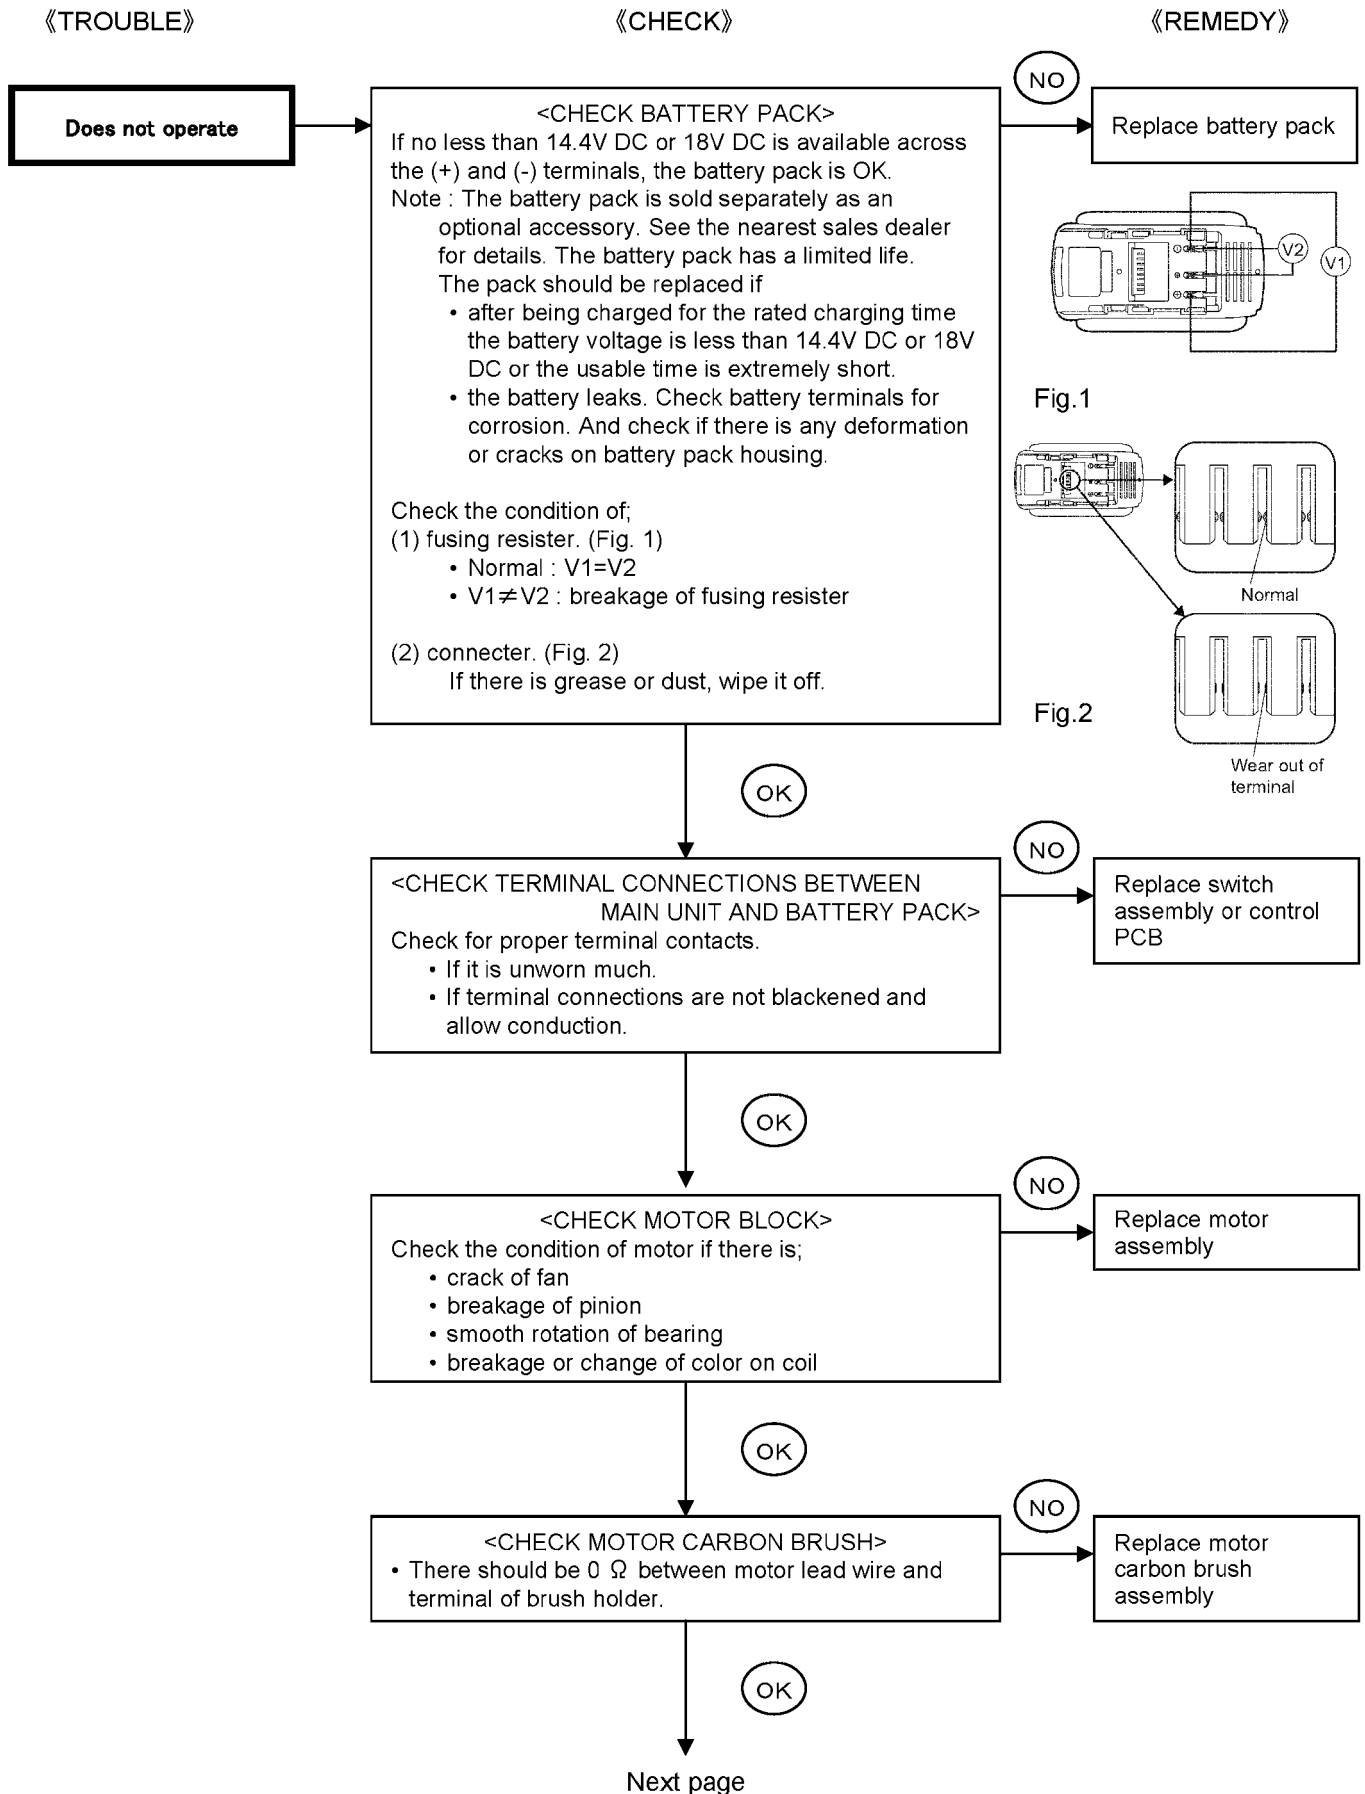 《TROUBLE》
《CHECK》
《REMEDY》
Does not operate
<CHECK BATTERY PACK>
If no less than 14.4V DC or 18V DC is available across
the (+) and (-) terminals, the battery pack is OK.
Note : The battery pack is sold separately as an
optional accessory. See the nearest sales dealer
for details. The battery pack has a limited life.
The pack should be replaced if
• after being charged for the rated charging time
the battery voltage is less than 14.4V DC or 18V
DC or the usable time is extremely short.
• the battery leaks. Check battery terminals for
corrosion. And check if there is any deformation
or cracks on battery pack housing.
Check the condition of;
(1) fusing resister. (Fig. 1)
• Normal : V1=V2
• V1≠V2 : breakage of fusing resister
(2) connecter. (Fig. 2)
If there is grease or dust, wipe it off.
NO
Replace battery pack
V2
V1
Fig.1
Normal
Fig.2
Wear out of
terminal
OK
<CHECK TERMINAL CONNECTIONS BETWEEN
MAIN UNIT AND BATTERY PACK>
Check for proper terminal contacts.
• If it is unworn much.
• If terminal connections are not blackened and
allow conduction.
NO
Replace switch
assembly or control
PCB
OK
<CHECK MOTOR BLOCK>
Check the condition of motor if there is;
• crack of fan
• breakage of pinion
• smooth rotation of bearing
• breakage or change of color on coil
NO
Replace motor
assembly
OK
<CHECK MOTOR CARBON BRUSH>
• There should be 0 Ω between motor lead wire and
terminal of brush holder.
NO
Replace motor
carbon brush
assembly
OK
Next page